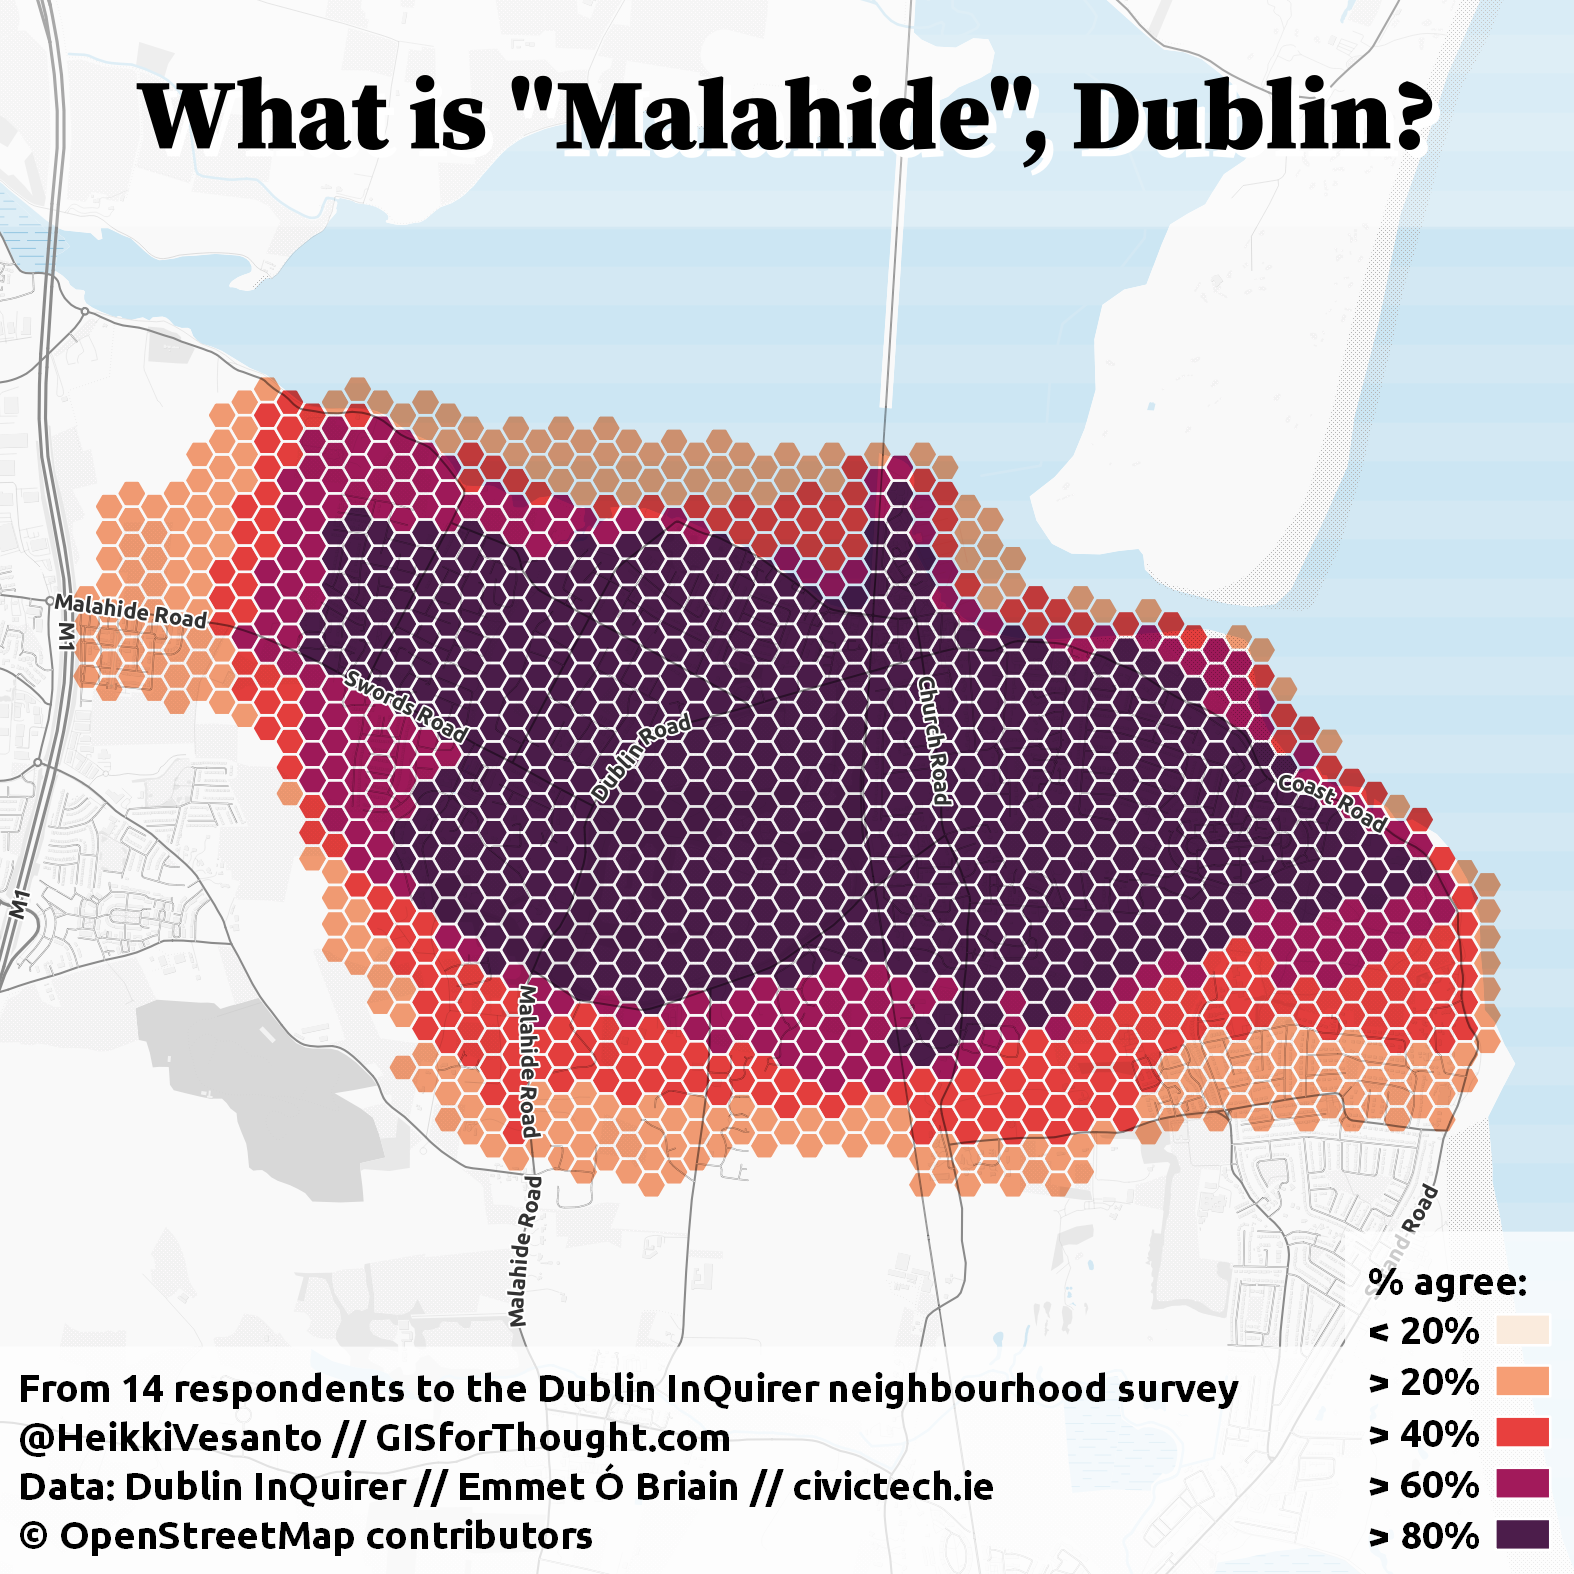 What is "Malahide", Dublin?
Malahide Road
M1
Swords Road
Dublin Road
Church Road
Coast Road
M1
Malahide Road
Malahide Road
and Road
% agree:
< 20%
> 20%
> 40%
> 60%
> 80%
From 14 respondents to the Dublin InQuirer neighbourhood survey
@HeikkiVesanto // GISforThought.com
Data: Dublin InQuirer // Emmet Ó Briain // civictech.ie
© OpenStreetMap contributors